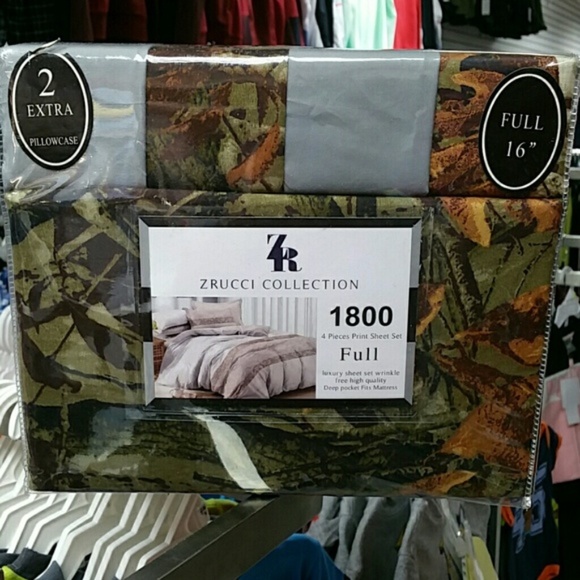 2
EXTRA
PILLOWCASE
FULL
16"
ZR
ZRUCCI COLLECTION
1800
4 Pieces Print Sheet Set
Full
luxury sheet set wrinkle
free high quality
Deep pocket Fits Mattress